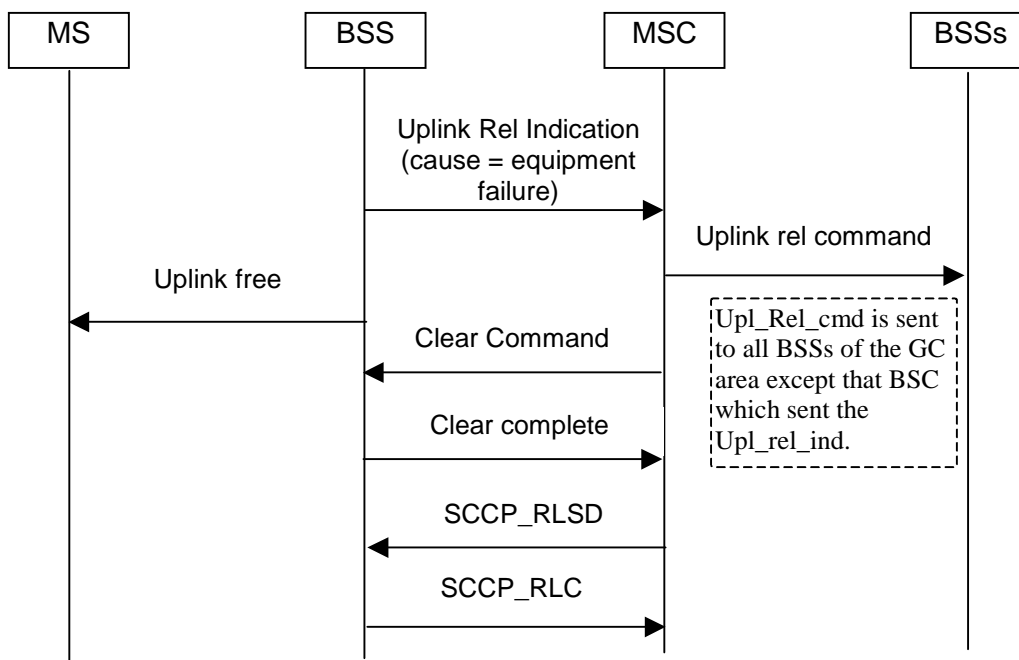 MS
BSS
MSC
BSSs
Uplink Rel Indication
(cause = equipment
failure)
Uplink rel command
Uplink free
Upl_Rel_cmd is sent
to all BSSs of the GC
area except that BSC
which sent the
Upl_rel_ind.
Clear Command
Clear complete
SCCP_RLSD
SCCP_RLC